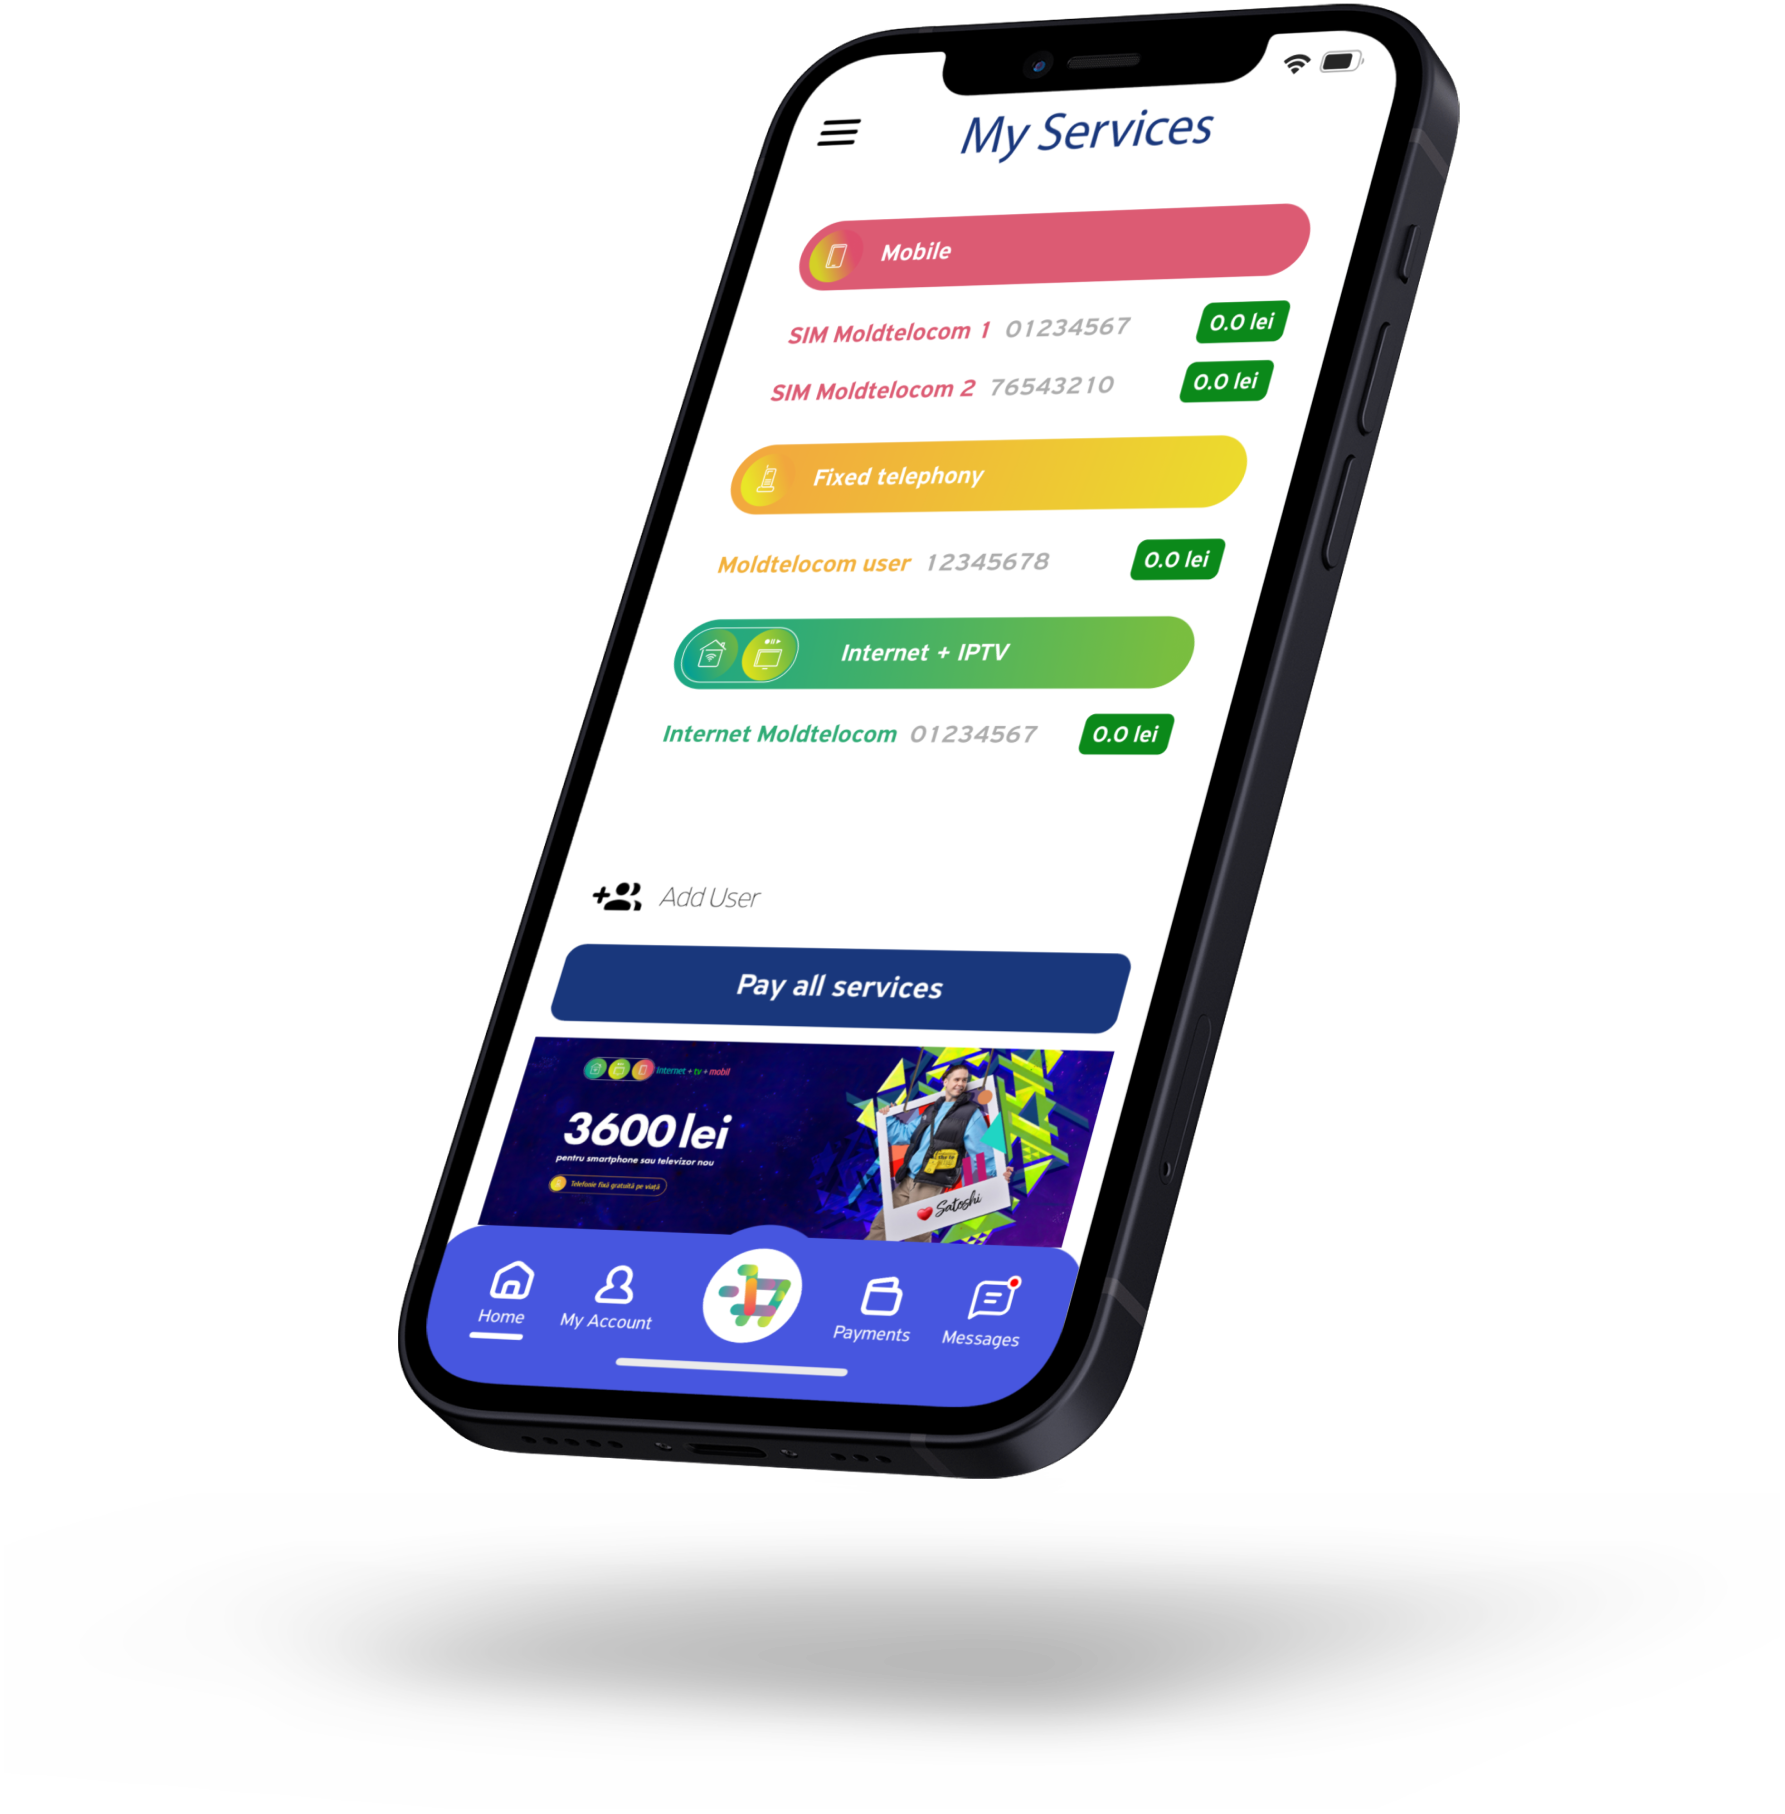 My Services
Mobile
SIM Moldtelocom 1 01234567 0.0 lei
SIM Moldtelocom 2 76543210 0.0 lei
Fixed telephony
Moldtelocom user 12345678 0.0 lei
Internet + IPTV
Internet Moldtelocom 01234567 0.0 lei
Add User
Pay all services
Internet + tv + mobil
3600 lei
pentru smartphone sau televizor nou
Telefonie fixă gratuită pe viață
Satoshi
Home
My Account
Payments
Messages